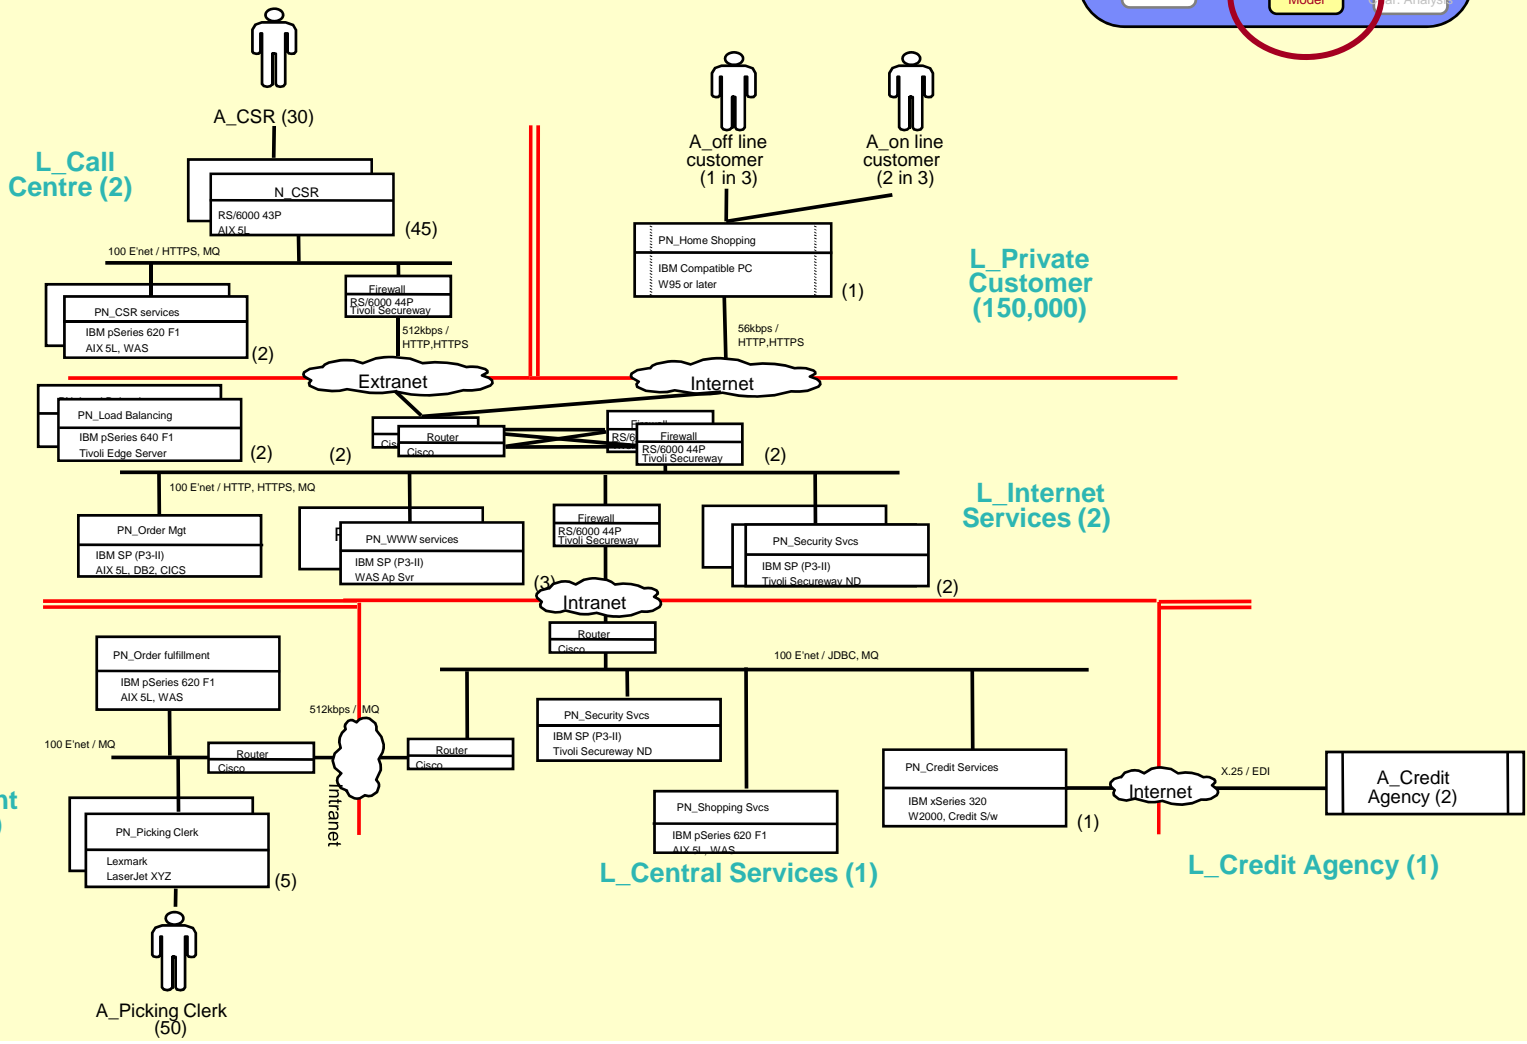 Model
A_CSR (30)
L_Call
Centre (2)
N_CSR
RS/6000 43P
AIX 5L
(45)
100 E'net / HTTPS, MQ
PN_CSR services
IBM pSeries 620 F1
AIX 5L, WAS
(2)
Firewall
RS/6000 44P
Tivoli Secureway
512kbps /
HTTP,HTTPS
Extranet
A_off line
customer
(1 in 3)
A_on line
customer
(2 in 3)
PN_Home Shopping
IBM Compatible PC
W95 or later
(1)
L_Private
Customer
(150,000)
56kbps /
HTTP,HTTPS
Internet
PN_Load Balancing
IBM pSeries 640 F1
Tivoli Edge Server
(2)
(2)
Router
Cisco
Firewall
RS/6000 44P
Tivoli Secureway
(2)
100 E'net / HTTP, HTTPS, MQ
L_Internet
Services (2)
PN_Order Mgt
IBM SP (P3-II)
AIX 5L, DB2, CICS
PN_WWW services
IBM SP (P3-II)
WAS Ap Svr
(3)
Firewall
RS/6000 44P
Tivoli Secureway
PN_Security Svcs
IBM SP (P3-II)
Tivoli Secureway ND
(2)
Intranet
Router
Cisco
100 E'net / JDBC, MQ
PN_Order fulfillment
IBM pSeries 620 F1
AIX 5L, WAS
512kbps / MQ
100 E'net / MQ
Router
Cisco
Intranet
Router
Cisco
PN_Security Svcs
IBM SP (P3-II)
Tivoli Secureway ND
PN_Credit Services
IBM xSeries 320
W2000, Credit S/w
(1)
Internet
X.25 / EDI
A_Credit
Agency (2)
PN_Picking Clerk
Lexmark
LaserJet XYZ
(5)
PN_Shopping Svcs
IBM pSeries 620 F1
AIX 5L, WAS
L_Central Services (1)
L_Credit Agency (1)
A_Picking Clerk
(50)